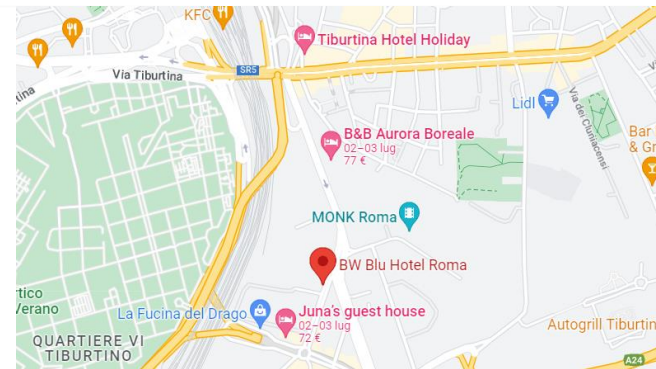 KFC
Tiburtina Hotel Holiday
Via Tiburtina
SR5
Lidl
Via dei Cluniacensi
B&B Aurora Boreale
02–03 lug
77 €
Bar
& Gr
MONK Roma
BW Blu Hotel Roma
rtico
Verano
La Fucina del Drago
Juna's guest house
02–03 lug
72 €
Autogrill Tiburtin
QUARTIERE VI
TIBURTINO
A24